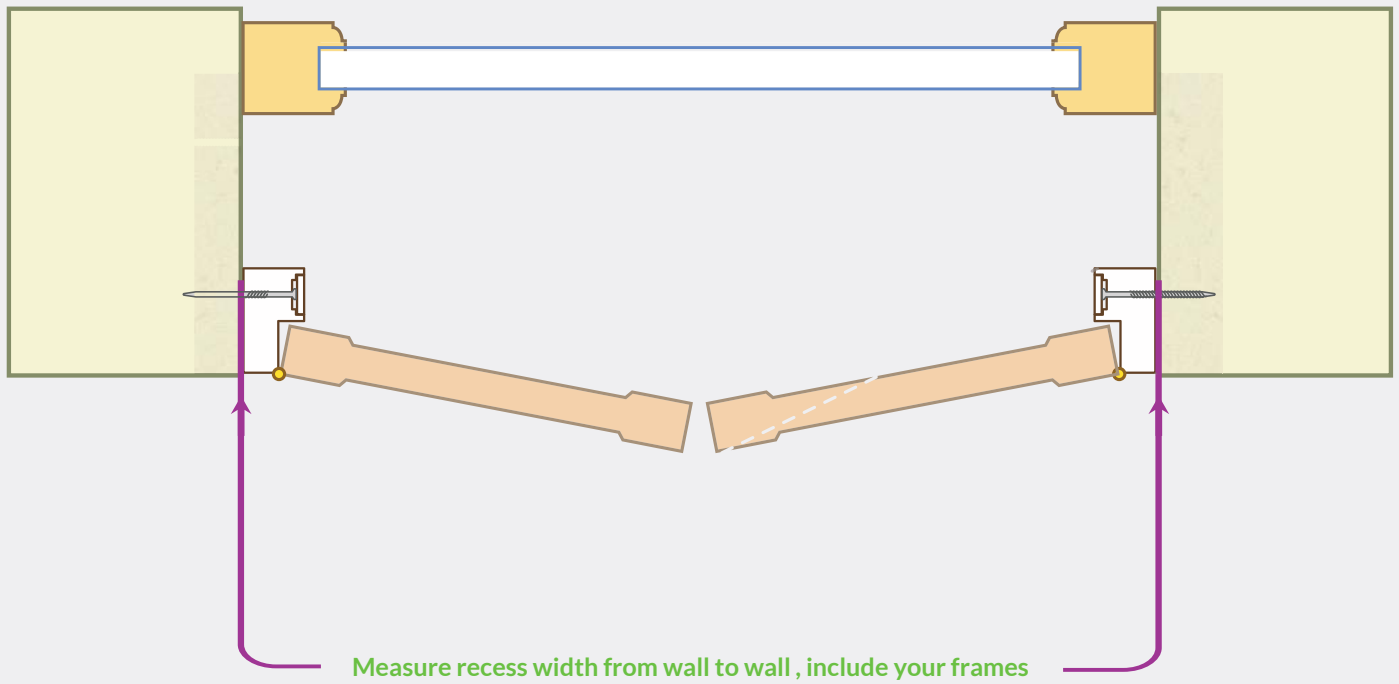 Measure recess width from wall to wall , include your frames